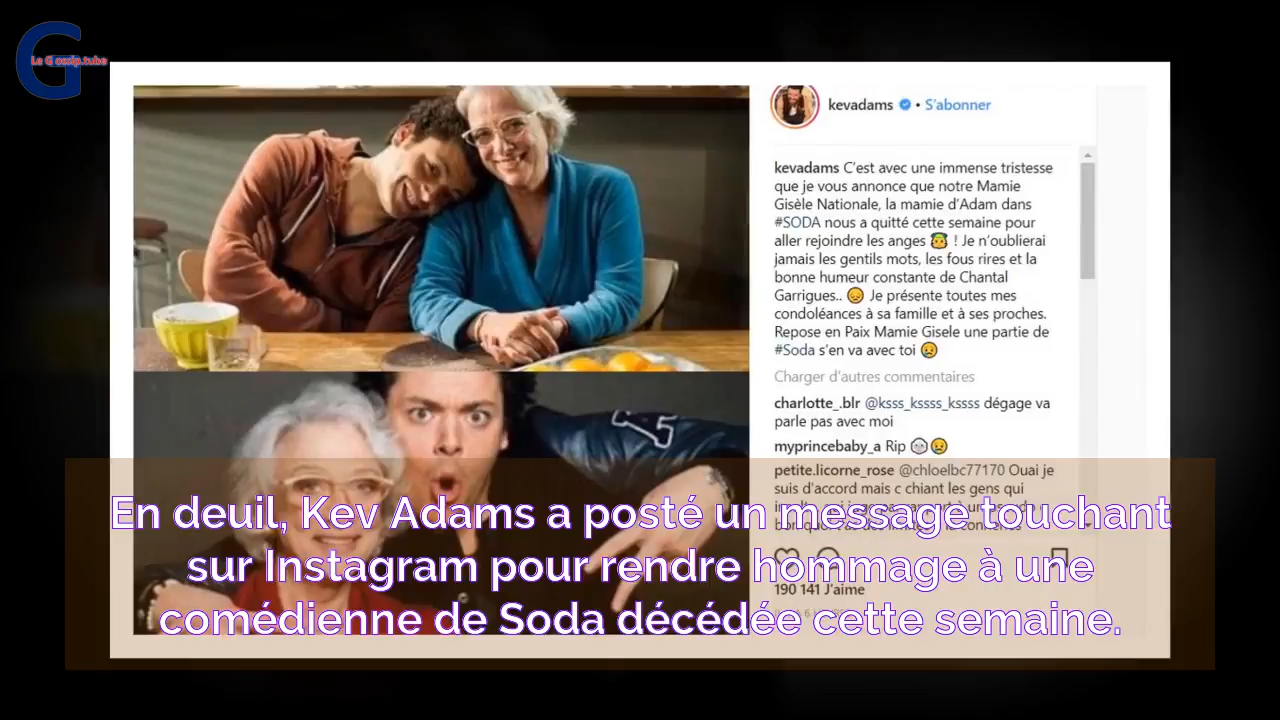 Le Gossip.tube
kevadams • S'abonner
kevadams C'est avec une immense tristesse
que je vous annonce que notre Mamie
Gisèle Nationale, la mamie d'Adam dans
#SODA nous a quitté cette semaine pour
aller rejoindre les anges 😇 ! Je n'oublierai
jamais les gentils mots, les fous rires et la
bonne humeur constante de Chantal
Garrigues.. 😞 Je présente toutes mes
condoléances à sa famille et à ses proches.
Repose en Paix Mamie Gisele une partie de
#Soda s'en va avec toi 😢
Charger d'autres commentaires
charlotte_.blr @ksss_kssss_kssss dégage va
parle pas avec moi
myprincebaby_a Rip 😢
petite.licorne_rose @chloelbc77170 Ouai je
suis d'accord mais c chiant les gens qui
En deuil, Kev Adams a posté un message touchant
sur Instagram pour rendre hommage à une
190 141 J'aime
comédienne de Soda décédée cette semaine.